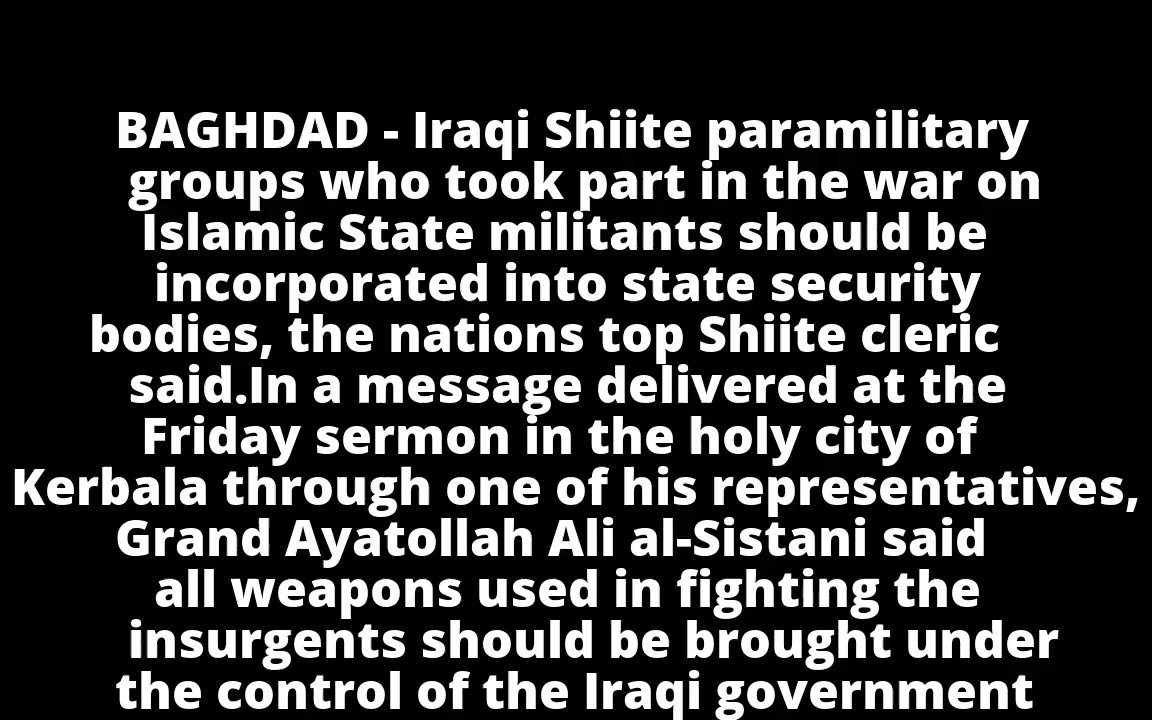 BAGHDAD - Iraqi Shiite paramilitary
groups who took part in the war on
Islamic State militants should be
incorporated into state security
bodies, the nations top Shiite cleric
said.In a message delivered at the
Friday sermon in the holy city of
Kerbala through one of his representatives,
Grand Ayatollah Ali al-Sistani said
all weapons used in fighting the
insurgents should be brought under
the control of the Iraqi government